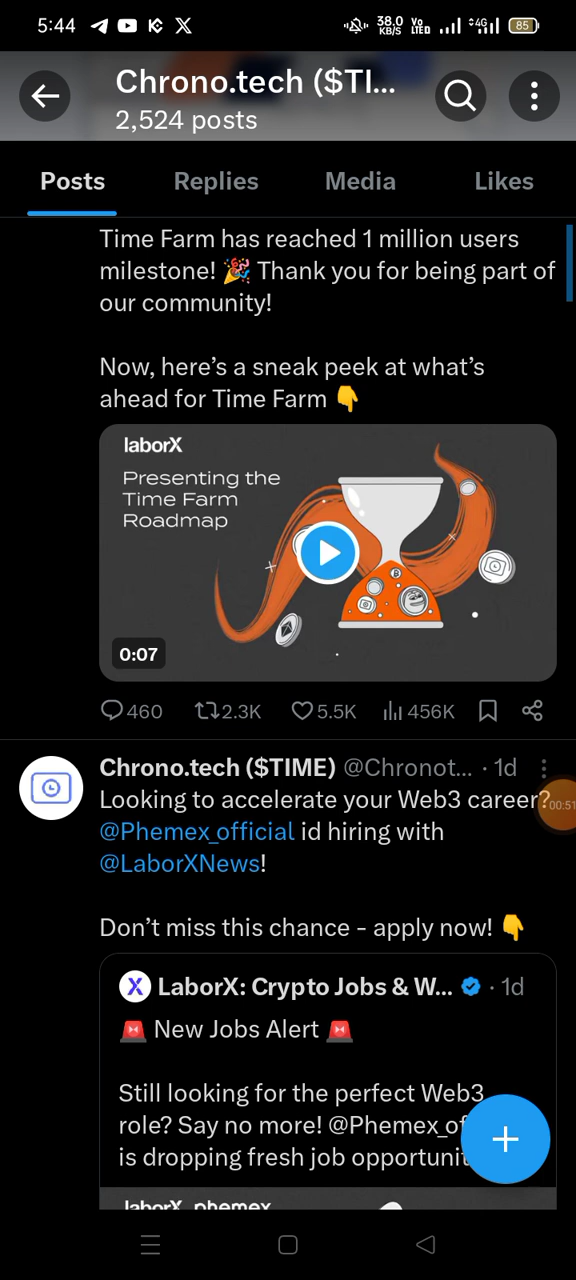 5:44
38.0 KB/S
Vo LTED
4G
85
Chrono.tech ($TI...
2,524 posts
Posts
Replies
Media
Likes
Time Farm has reached 1 million users
milestone! 🎉 Thank you for being part of
our community!
Now, here’s a sneak peek at what’s
ahead for Time Farm 👇
laborX
Presenting the
Time Farm
Roadmap
0:07
460
2.3K
5.5K
456K
Chrono.tech ($TIME) @Chronot... · 1d
Looking to accelerate your Web3 career?
00:51
@Phemex_official id hiring with
@LaborXNews!
Don’t miss this chance - apply now! 👇
LaborX: Crypto Jobs & W... · 1d
🚨 New Jobs Alert 🚨
Still looking for the perfect Web3
role? Say no more! @Phemex_of
is dropping fresh job opportunit
laborX phemex